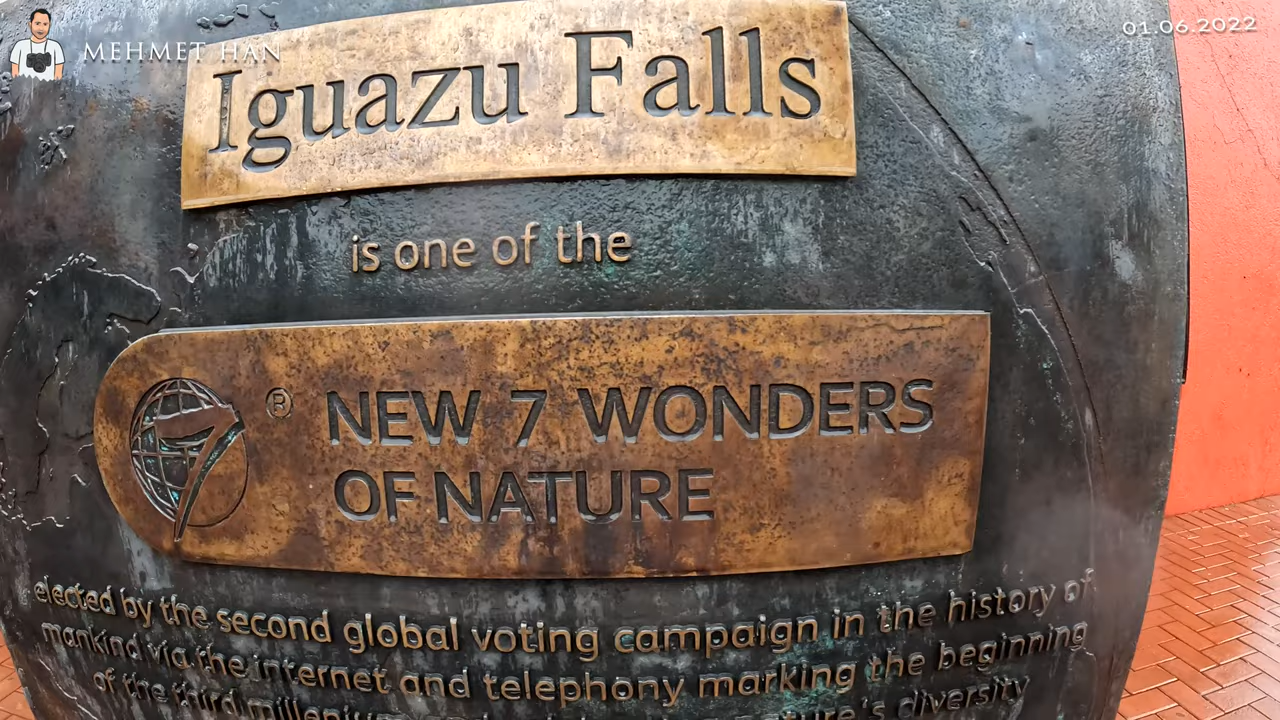 MEHMET HAN
01.06.2022
Iguazu Falls
is one of the
7 ® NEW 7 WONDERS
OF NATURE
elected by the second global voting campaign in the history of
mankind via the internet and telephony marking the beginning
of the third millenium nature's diversity